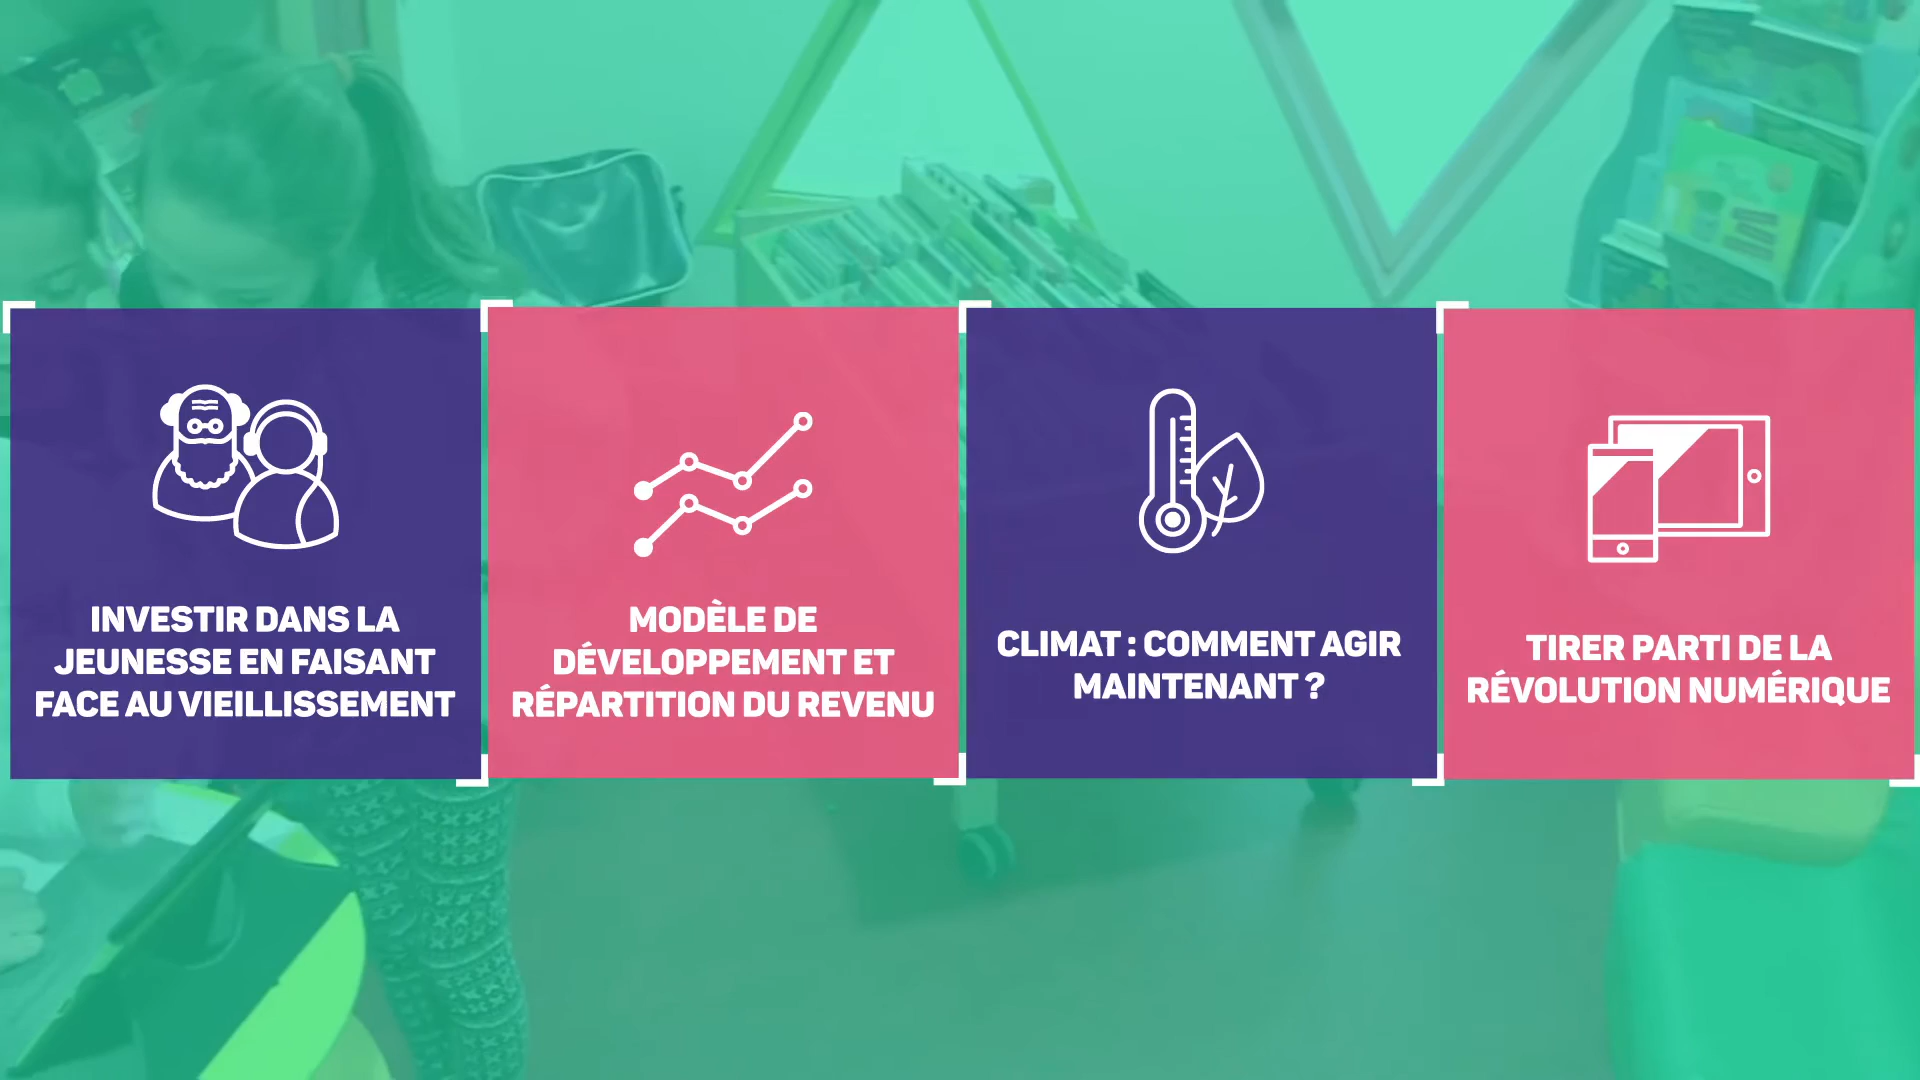 INVESTIR DANS LA
JEUNESSE EN FAISANT
FACE AU VIEILLISSEMENT
MODÈLE DE
DÉVELOPPEMENT ET
RÉPARTITION DU REVENU
CLIMAT : COMMENT AGIR
MAINTENANT ?
TIRER PARTI DE LA
RÉVOLUTION NUMÉRIQUE